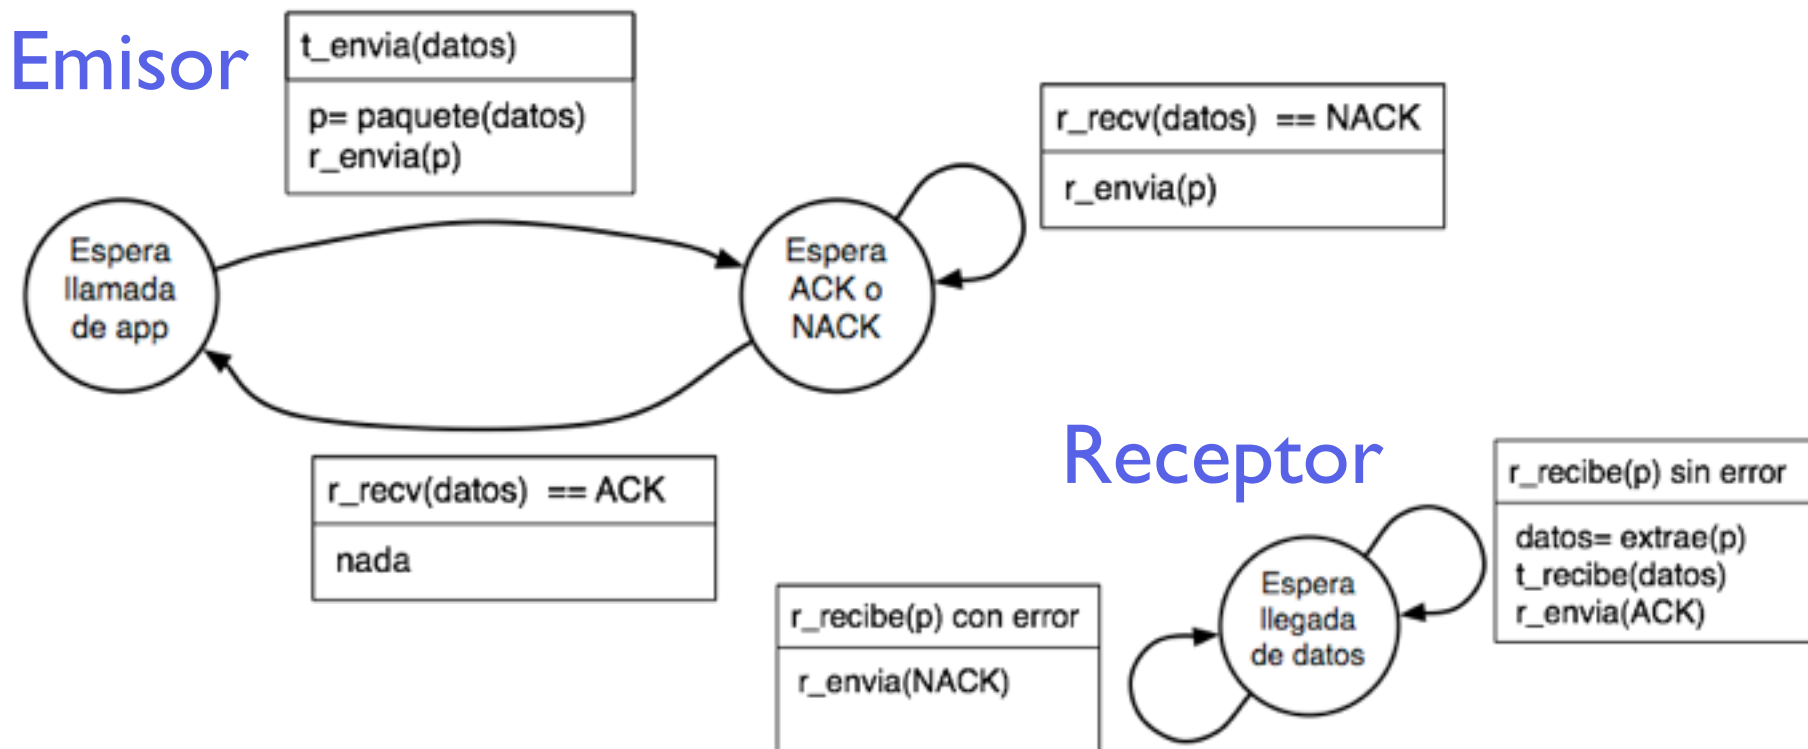 Emisor
t_envia(datos)
p= paquete(datos)
r_envia(p)
r_recv(datos) == NACK
r_envia(p)
Espera
llamada
de app
Espera
ACK o
NACK
r_recv(datos) == ACK
nada
Receptor
r_recibe(p) sin error
datos= extrae(p)
t_recibe(datos)
r_envia(ACK)
Espera
llegada
de datos
r_recibe(p) con error
r_envia(NACK)